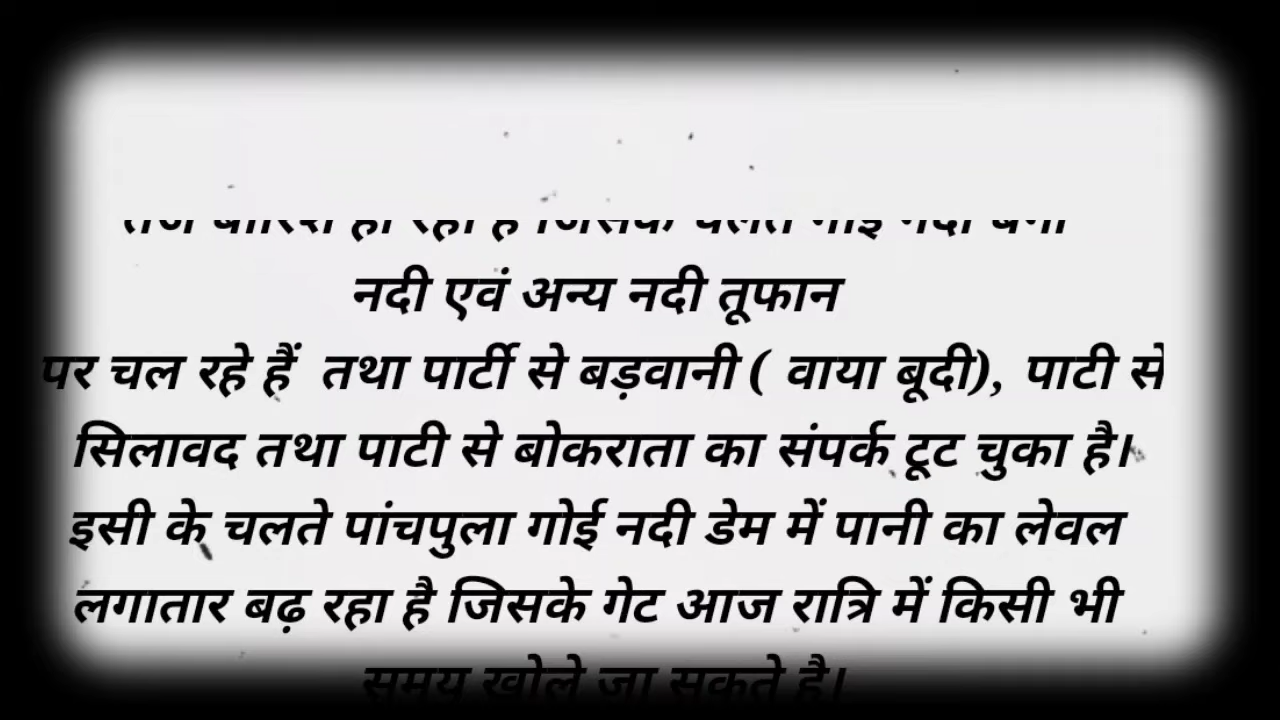 नदी एवं अन्य नदी तूफान
पर चल रहे हैं तथा पार्टी से बड़वानी ( वाया बूदी), पाटी से
सिलावद तथा पाटी से बोकराता का संपर्क टूट चुका है।
इसी के चलते पांचपुला गोई नदी डेम में पानी का लेवल
लगातार बढ़ रहा है जिसके गेट आज रात्रि में किसी भी
समय खोले जा सकते है।